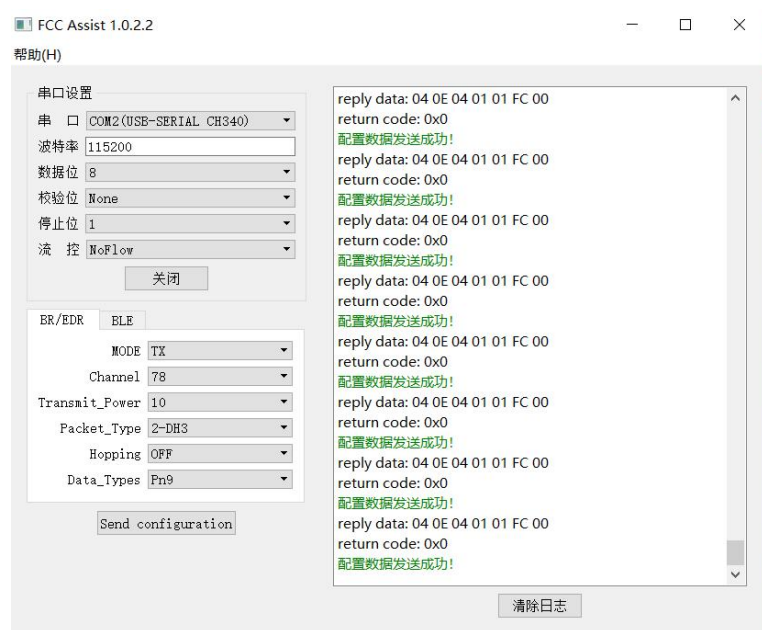 FCC Assist 1.0.2.2
帮助(H)
串口设置
串 口 COM2(USB-SERIAL CH340)
波特率 115200
数据位 8
校验位 None
停止位 1
流 控 NoFlow
关闭
BR/EDR BLE
MODE TX
Channel 78
Transmit_Power 10
Packet_Type 2-DH3
Hopping OFF
Data_Types Pn9
Send configuration
reply data: 04 0E 04 01 01 FC 00
return code: 0x0
配置数据发送成功!
reply data: 04 0E 04 01 01 FC 00
return code: 0x0
配置数据发送成功!
reply data: 04 0E 04 01 01 FC 00
return code: 0x0
配置数据发送成功!
reply data: 04 0E 04 01 01 FC 00
return code: 0x0
配置数据发送成功!
reply data: 04 0E 04 01 01 FC 00
return code: 0x0
配置数据发送成功!
reply data: 04 0E 04 01 01 FC 00
return code: 0x0
配置数据发送成功!
reply data: 04 0E 04 01 01 FC 00
return code: 0x0
配置数据发送成功!
reply data: 04 0E 04 01 01 FC 00
return code: 0x0
配置数据发送成功!
清除日志